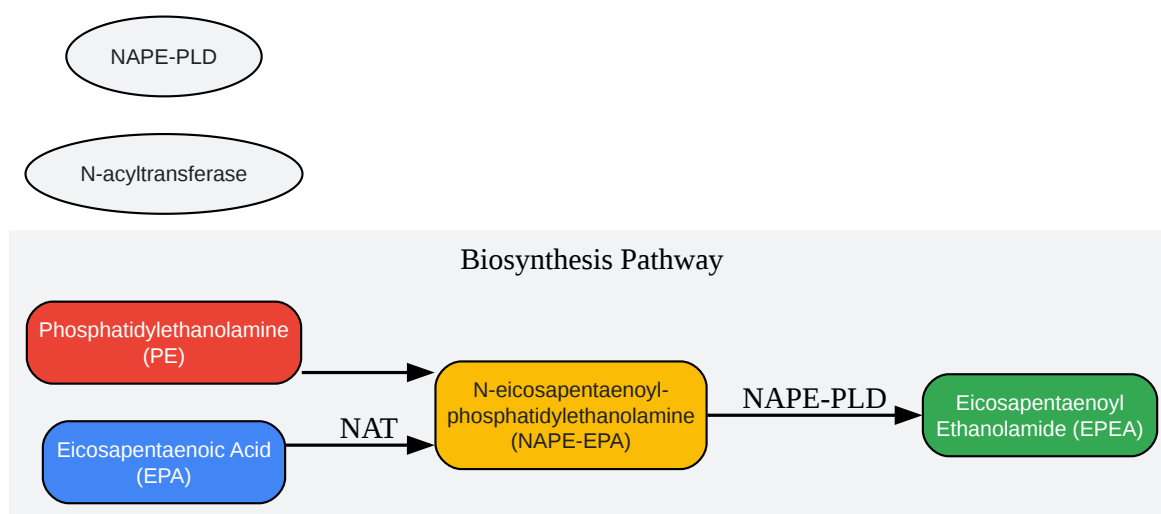 NAPE-PLD
N-acyltransferase
Biosynthesis Pathway
Phosphatidylethanolamine
(PE)
Eicosapentaenoic Acid
(EPA)
NAT
N-eicosapentaenoyl-
phosphatidylethanolamine
(NAPE-EPA)
NAPE-PLD
Eicosapentaenoyl
Ethanolamide (EPEA)